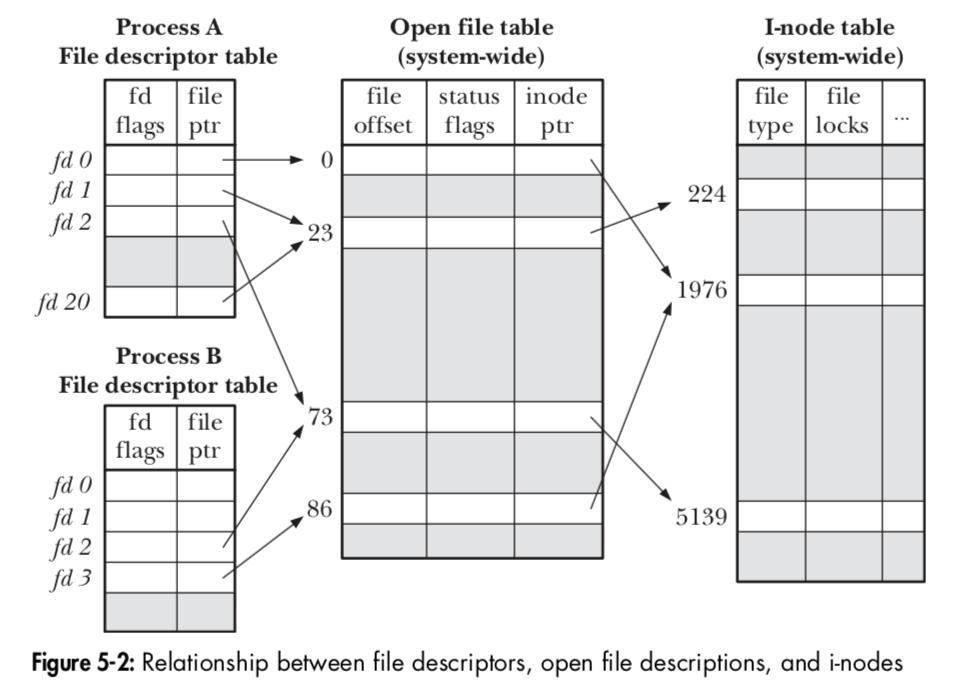 Process A
File descriptor table
fd
flags
file
ptr
fd 0
fd 1
fd 2
fd 20
Process B
File descriptor table
fd
flags
file
ptr
fd 0
fd 1
fd 2
fd 3
Open file table
(system-wide)
file
offset
status
flags
inode
ptr
0
23
73
86
I-node table
(system-wide)
file
type
file
locks
...
224
1976
5139
Figure 5-2: Relationship between file descriptors, open file descriptions, and i-nodes